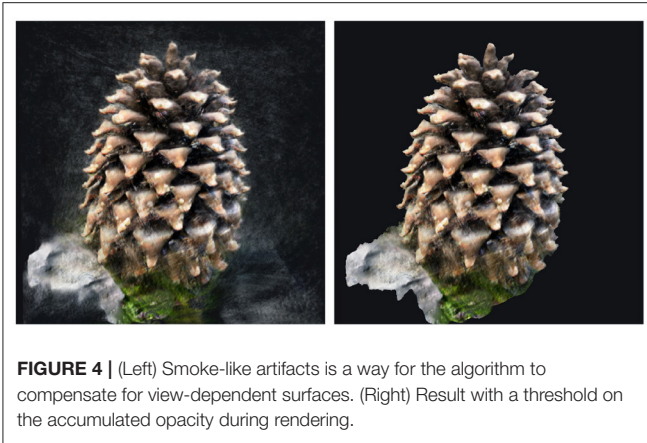 FIGURE 4 | (Left) Smoke-like artifacts is a way for the algorithm to
compensate for view-dependent surfaces. (Right) Result with a threshold on
the accumulated opacity during rendering.